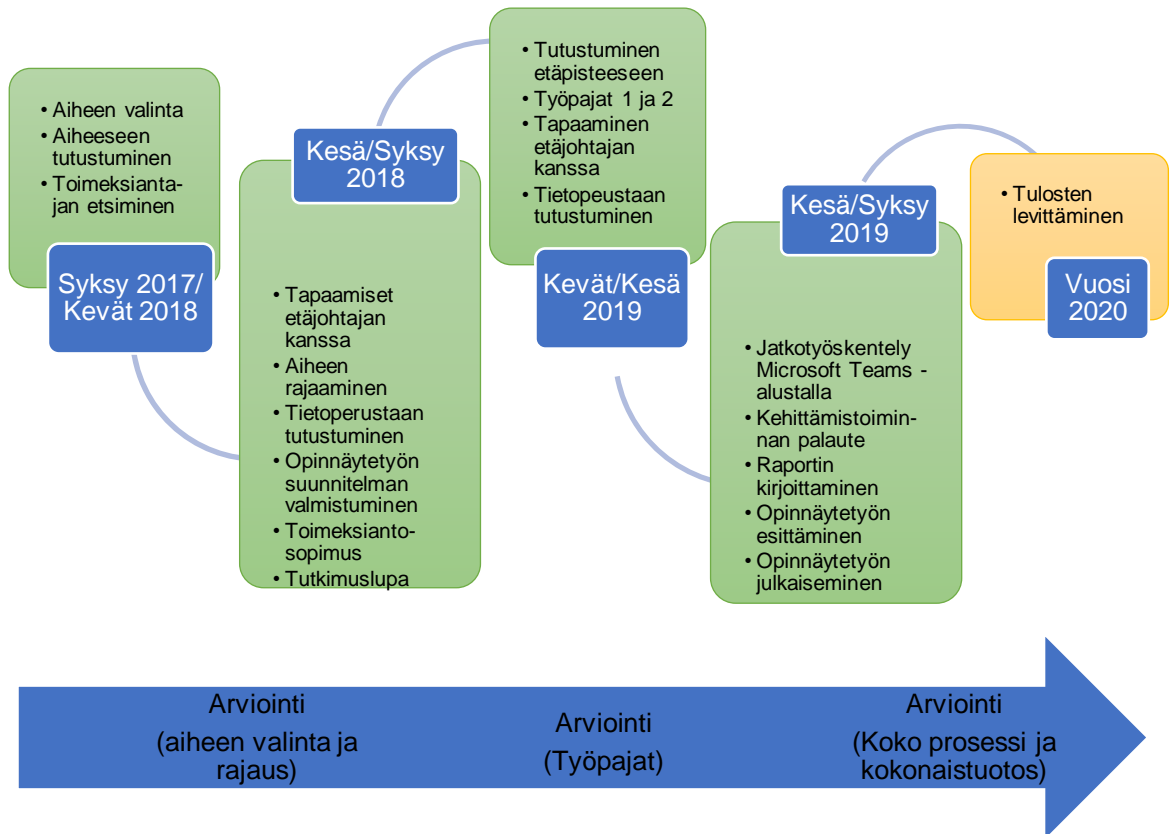 • Aiheen valinta
• Aiheeseen
tutustuminen
• Toimeksianta-
jan etsiminen
Syksy 2017/
Kevät 2018
Kesä/Syksy
2018
• Tapaamiset
etäjohtajan
kanssa
• Aiheen
rajaaminen
• Tietoperustaan
tutustuminen
• Opinnäytetyön
suunnitelman
valmistuminen
• Toimeksianto-
sopimus
• Tutkimuslupa
• Tutustuminen
etäpisteeseen
• Työpajat 1 ja 2
• Tapaaminen
etäjohtajan
kanssa
• Tietopeustaan
tutustuminen
Kevät/Kesä
2019
Kesä/Syksy
2019
• Jatkotyöskentely
Microsoft Teams -
alustalla
• Kehittämistoimin-
nan palaute
• Raportin
kirjoittaminen
• Opinnäytetyön
esittäminen
• Opinnäytetyön
julkaiseminen
• Tulosten
levittäminen
Vuosi
2020
Arviointi
(aiheen valinta ja
rajaus)
Arviointi
(Työpajat)
Arviointi
(Koko prosessi ja
kokonaistuotos)